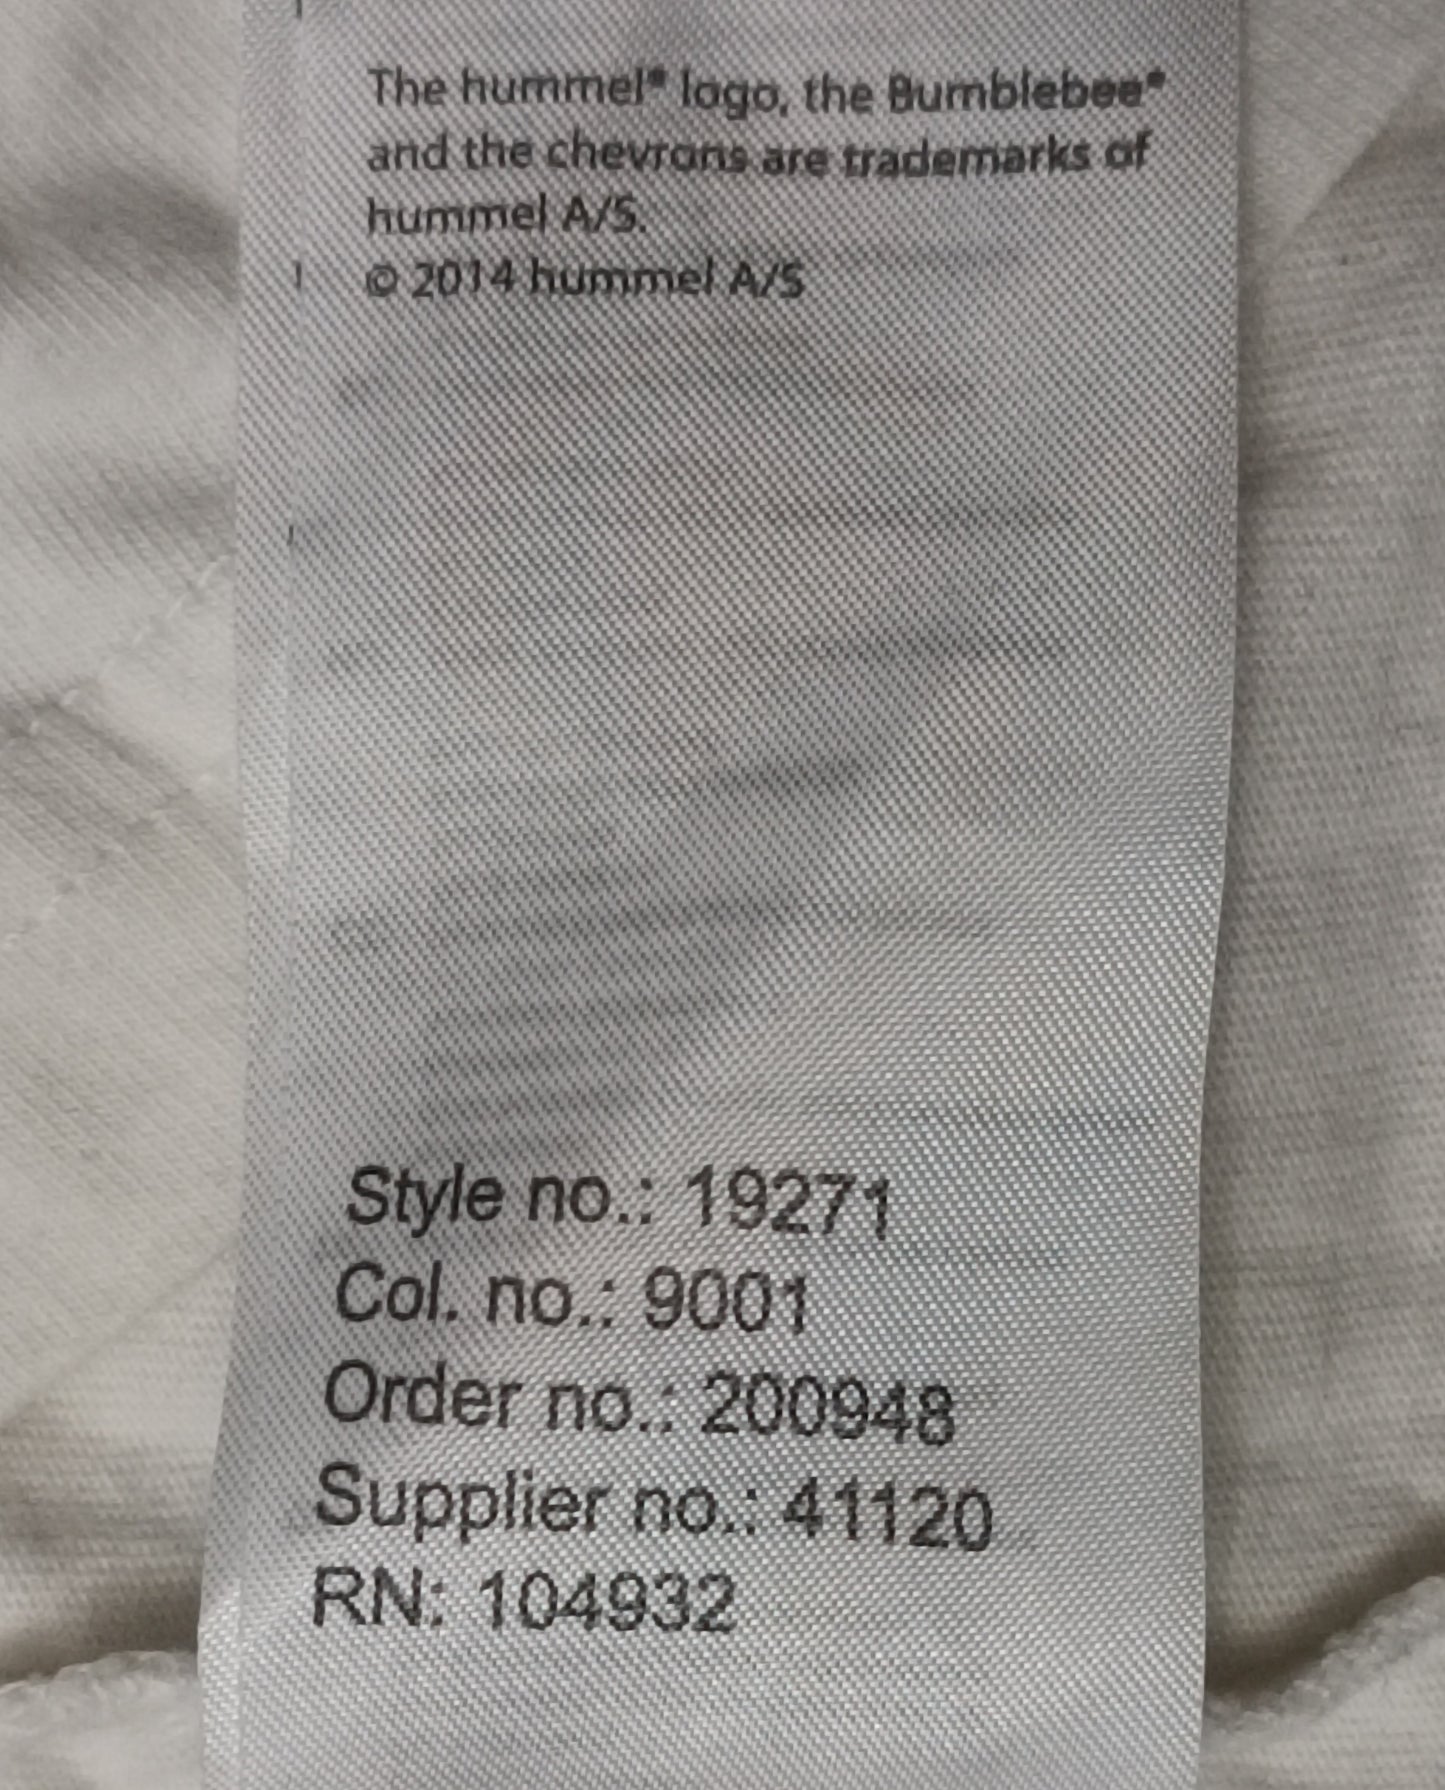 The hummel® logo, the Bumblebee®
and the chevrons are trademarks of
hummel A/S.
© 2014 hummel A/S
Style no.: 19271
Col. no.: 9001
Order no.: 200948
Supplier no.: 41120
RN: 104932